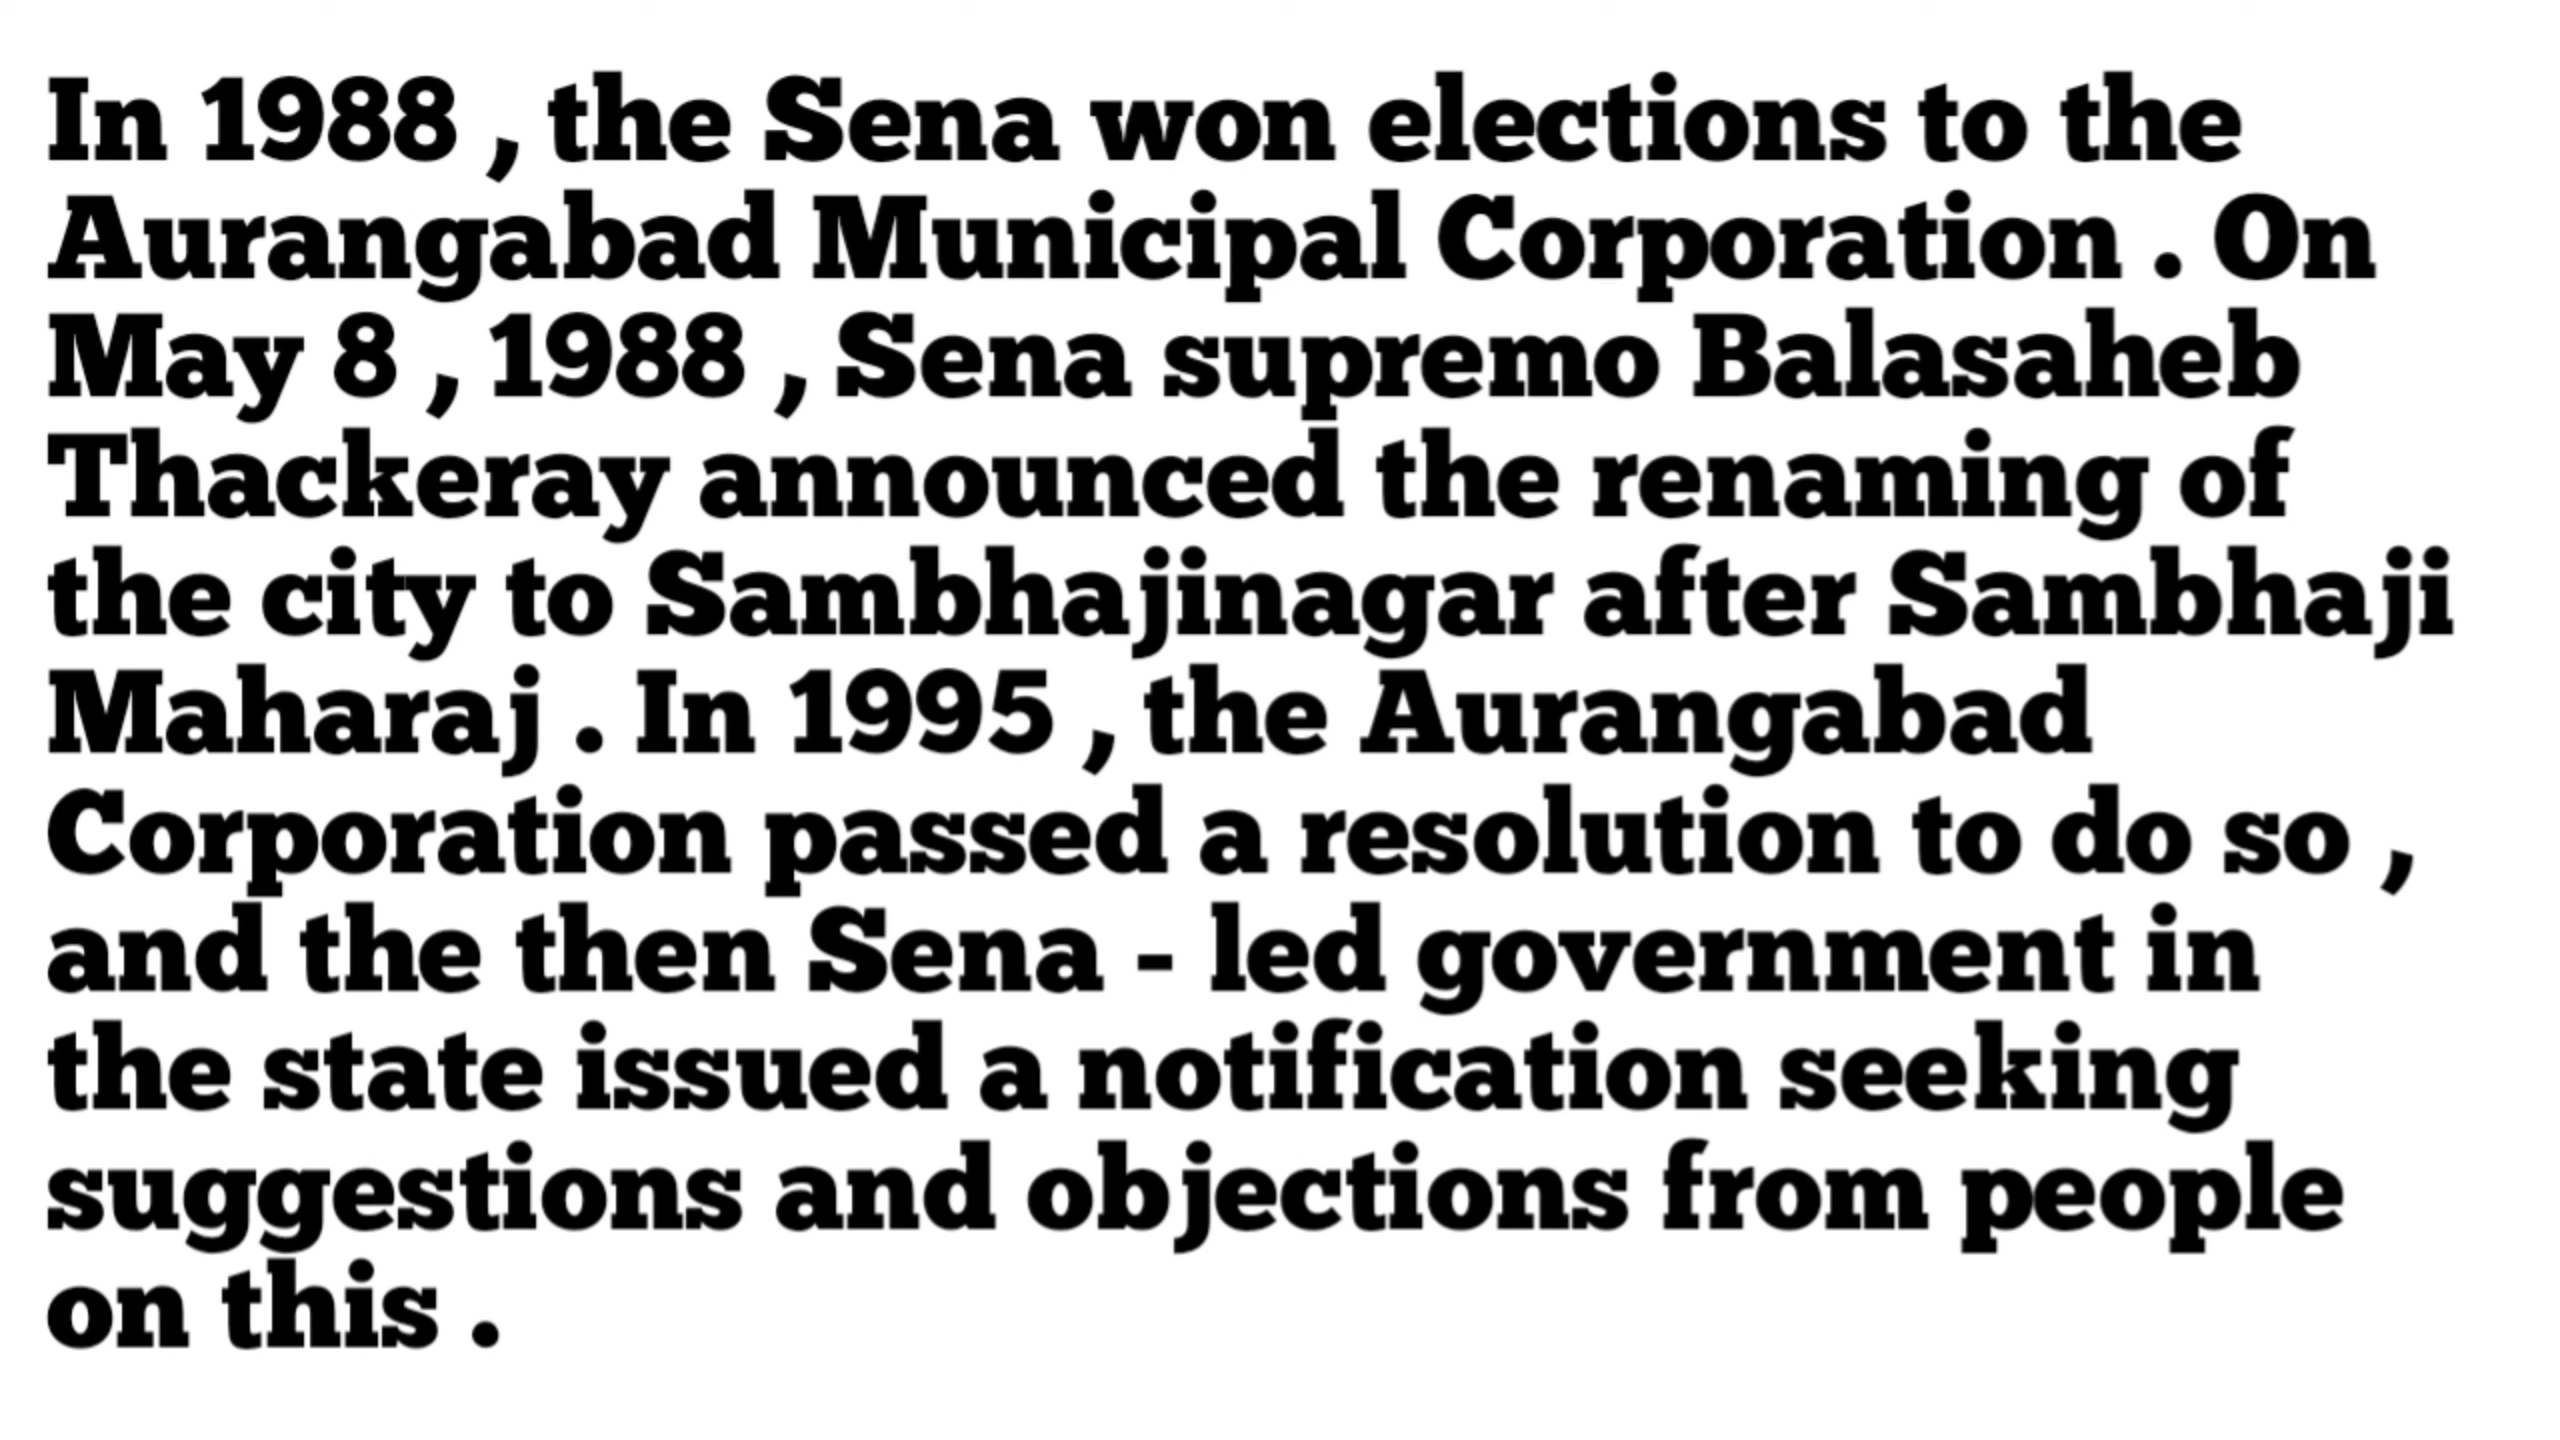 In 1988 , the Sena won elections to the
Aurangabad Municipal Corporation . On
May 8 , 1988 , Sena supremo Balasaheb
Thackeray announced the renaming of
the city to Sambhajinagar after Sambhaji
Maharaj . In 1995 , the Aurangabad
Corporation passed a resolution to do so ,
and the then Sena - led government in
the state issued a notification seeking
suggestions and objections from people
on this .